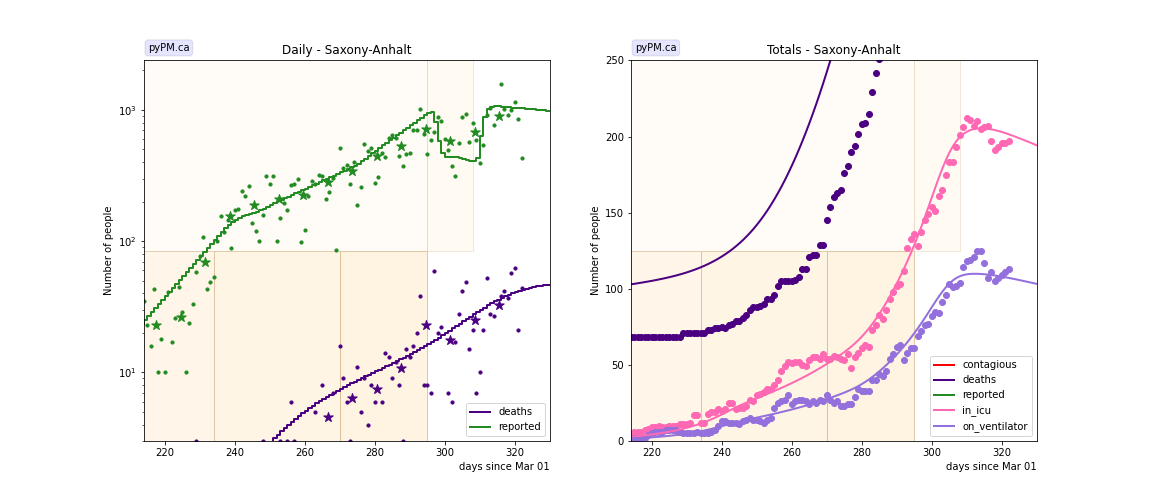 pyPM.ca
Daily - Saxony-Anhalt
Number of people
10³
10²
10¹
220 240 260 280 300 320
days since Mar 01
deaths
reported
pyPM.ca
Totals - Saxony-Anhalt
Number of people
250
200
150
100
50
0
220 240 260 280 300 320
days since Mar 01
contagious
deaths
reported
in_icu
on_ventilator